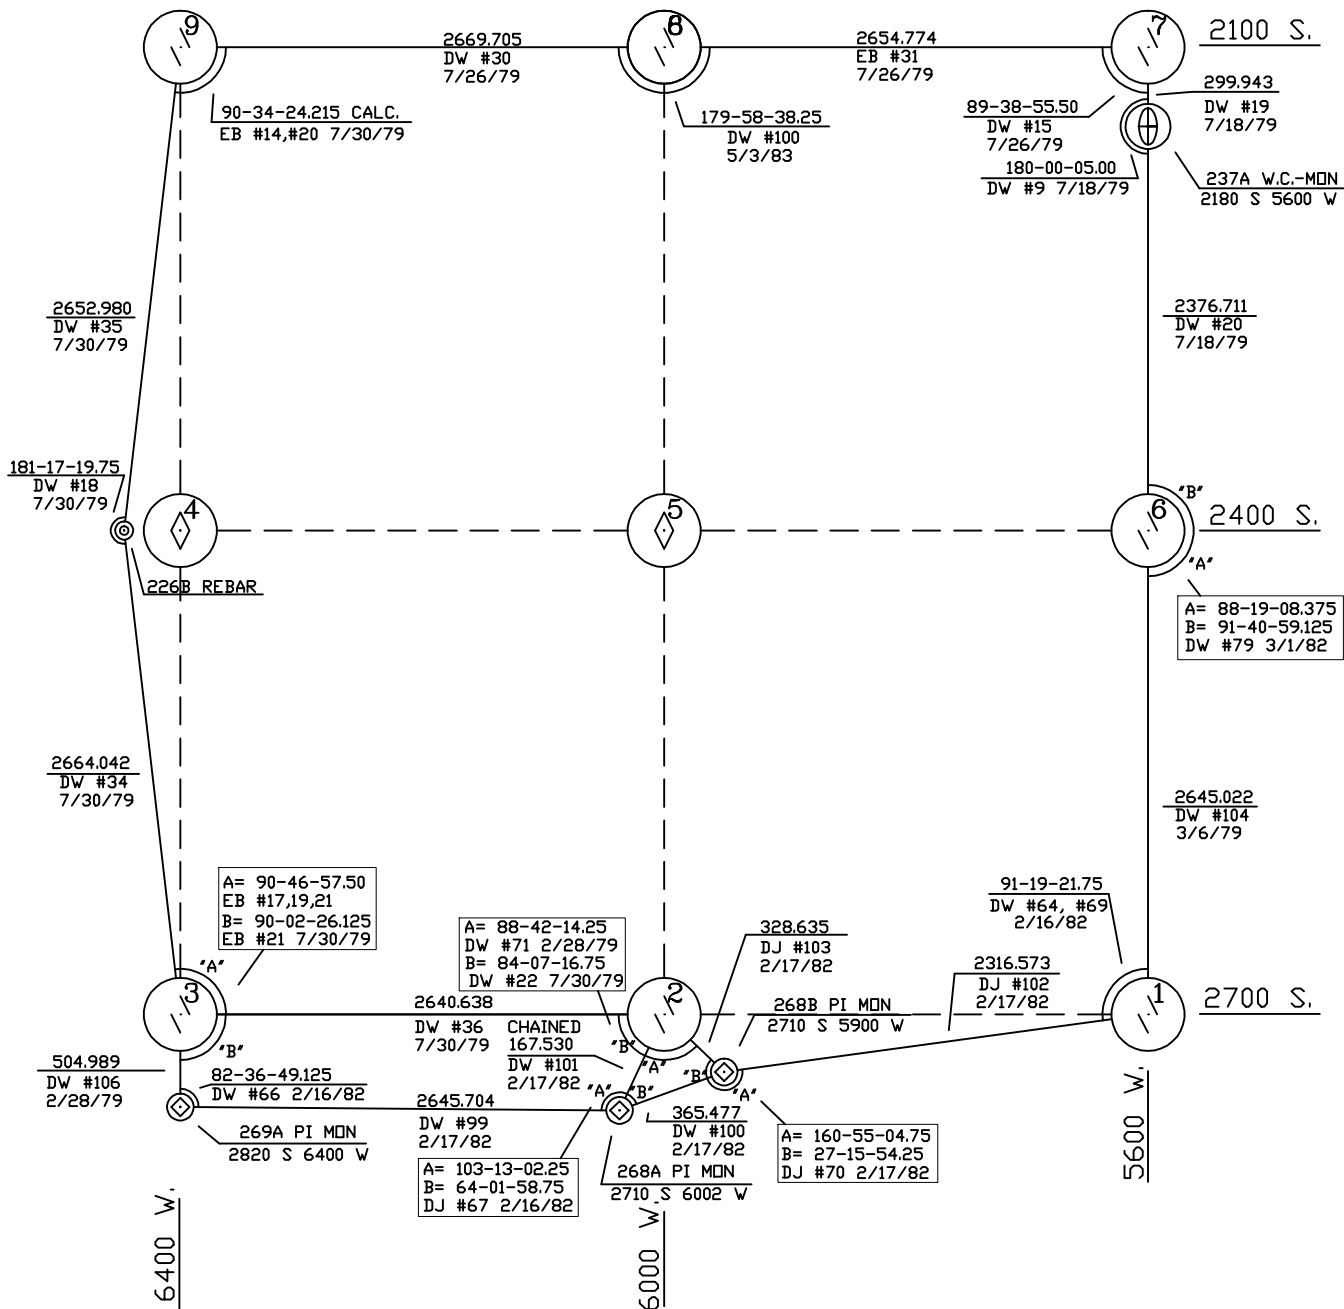 9
8
7
2100 S.
2669.705
DW #30
7/26/79
2654.774
EB #31
7/26/79
299.943
DW #19
7/18/79
90-34-24.215 CALC.
EB #14,#20 7/30/79
179-58-38.25
DW #100
5/3/83
89-38-55.50
DW #15
7/26/79
180-00-05.00
DW #9 7/18/79
237A W.C.-MON
2180 S 5600 W
2652.980
DW #35
7/30/79
2376.711
DW #20
7/18/79
181-17-19.75
DW #18
7/30/79
4
5
6
"B"
"A"
2400 S.
226B REBAR
A= 88-19-08.375
B= 91-40-59.125
DW #79 3/1/82
2664.042
DW #34
7/30/79
2645.022
DW #104
3/6/79
A= 90-46-57.50
EB #17,19,21
B= 90-02-26.125
EB #21 7/30/79
A= 88-42-14.25
DW #71 2/28/79
B= 84-07-16.75
DW #22 7/30/79
328.635
DJ #103
2/17/82
91-19-21.75
DW #64, #69
2/16/82
2316.573
DJ #102
2/17/82
"A"
3
"B"
2
1
2700 S.
2640.638
DW #36 CHAINED
7/30/79
167.530
DW #101
2/17/82
"B"
"A"
268B PI MON
2710 S 5900 W
"B"
"A"
504.989
DW #106
2/28/79
82-36-49.125
DW #66 2/16/82
269A PI MON
2820 S 6400 W
2645.704
DW #99
2/17/82
"A"
"B"
365.477
DW #100
2/17/82
A= 160-55-04.75
B= 27-15-54.25
DJ #70 2/17/82
A= 103-13-02.25
B= 64-01-58.75
DJ #67 2/16/82
268A PI MON
2710 S 6002 W
6400 W.
6000 W.
5600 W.